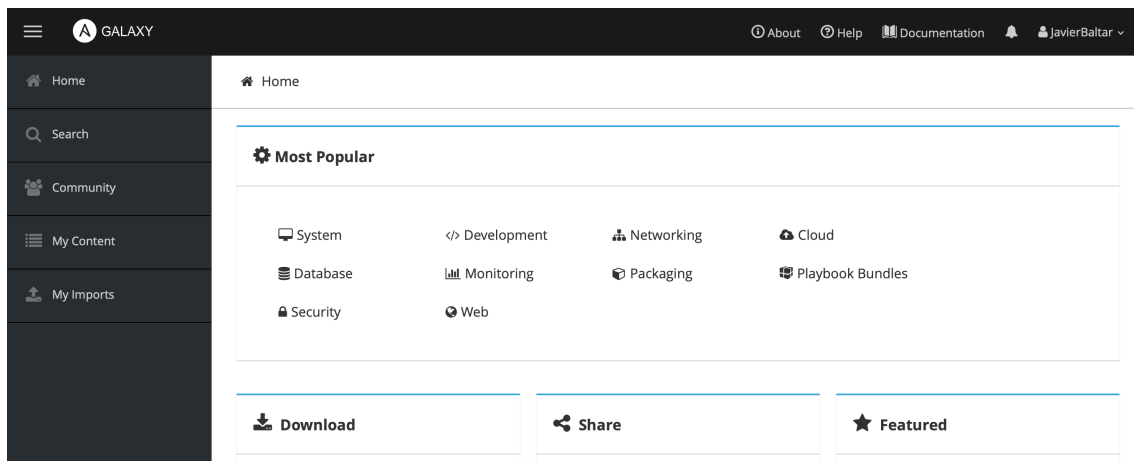 GALAXY
About Help Documentation JavierBaltar
Home
Search
Community
My Content
My Imports
Home
Most Popular
System Development Networking Cloud
Database Monitoring Packaging Playbook Bundles
Security Web
Download Share Featured